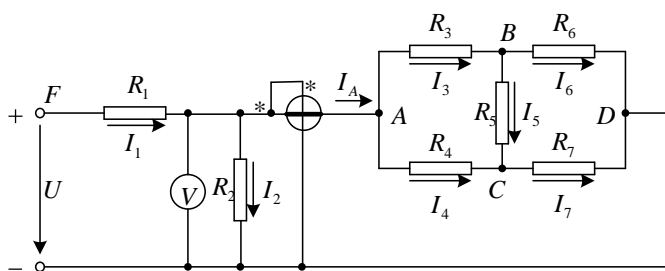 R₃ B R₆
F R₁ * * I_A I₃ I₆
+ A R₅ I₅ D
I₁ R₄ R₇
U V R₂ I₂ C
I₄ I₇
−